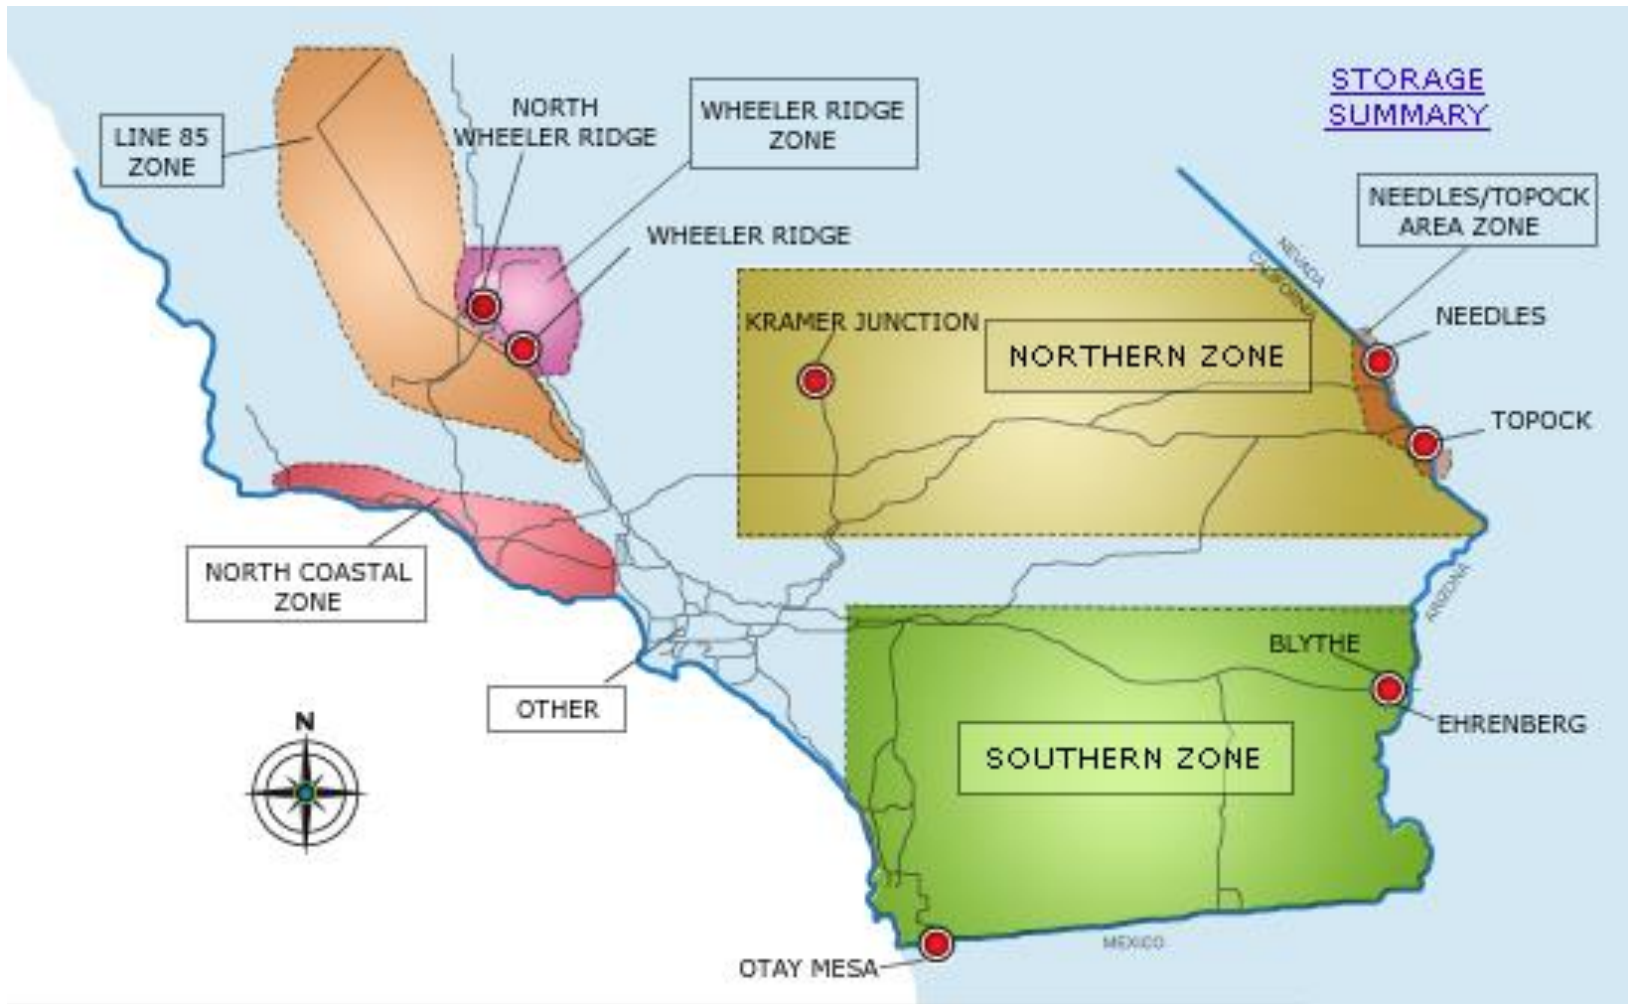 STORAGE
SUMMARY
LINE 85
ZONE
NORTH
WHEELER RIDGE
WHEELER RIDGE
ZONE
WHEELER RIDGE
NEEDLES/TOPOCK
AREA ZONE
NEVADA
CALIFORNIA
NEEDLES
KRAMER JUNCTION
NORTHERN ZONE
TOPOCK
NORTH COASTAL
ZONE
ARIZONA
BLYTHE
OTHER
EHRENBERG
N
SOUTHERN ZONE
MEXICO
OTAY MESA